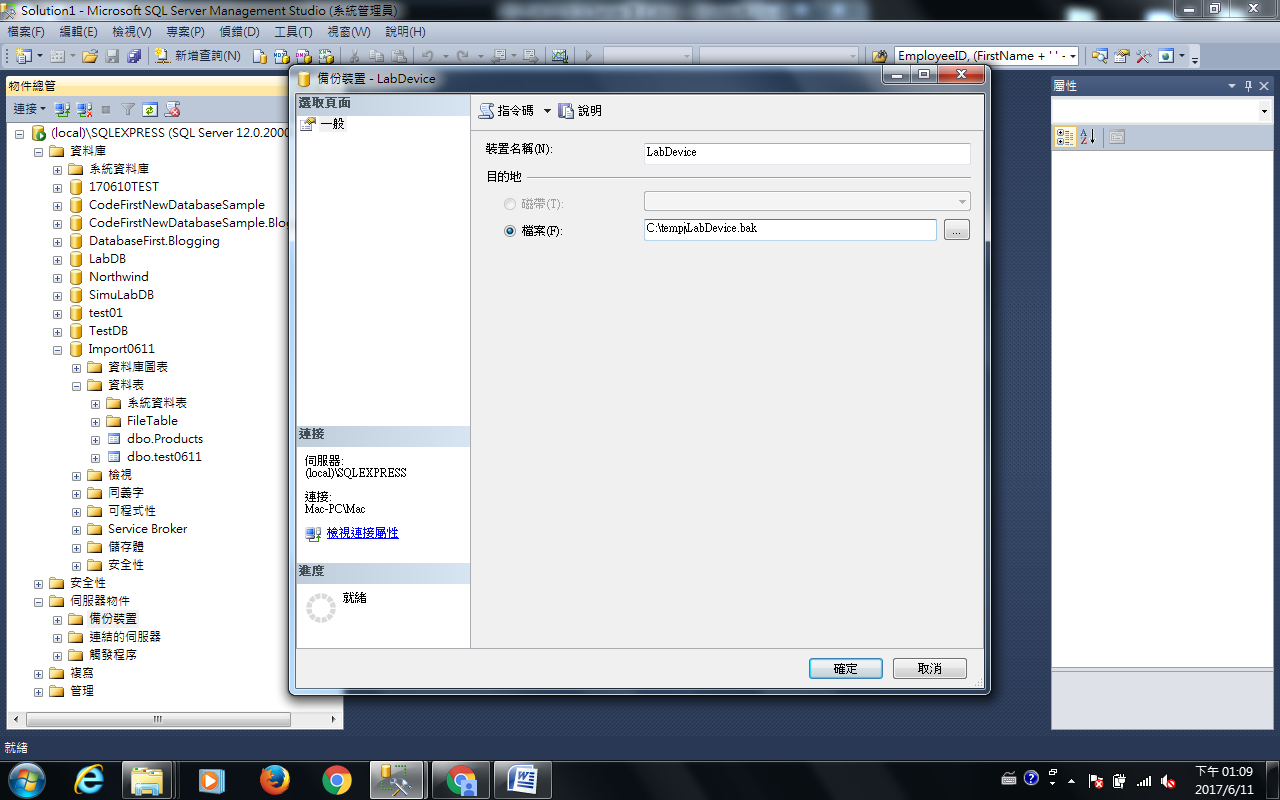 Solution1 - Microsoft SQL Server Management Studio (系統管理員)
檔案(F) 編輯(E) 檢視(V) 專案(P) 偵錯(D) 工具(T) 視窗(W) 說明(H)
新增查詢(N)
EmployeeID, (FirstName + ' ' -
物件總管
連接
(local)\SQLEXPRESS (SQL Server 12.0.2000
資料庫
系統資料庫
170610TEST
CodeFirstNewDatabaseSample
CodeFirstNewDatabaseSample.Blog
DatabaseFirst.Blogging
LabDB
Northwind
SimuLabDB
test01
TestDB
Import0611
資料庫圖表
資料表
系統資料表
FileTable
dbo.Products
dbo.test0611
檢視
同義字
可程式性
Service Broker
儲存體
安全性
安全性
伺服器物件
備份裝置
連結的伺服器
觸發程序
複寫
管理
備份裝置 - LabDevice
選取頁面
一般
連接
伺服器:
(local)\SQLEXPRESS
連接:
Mac-PC\Mac
檢視連接屬性
進度
就緒
指令碼 說明
裝置名稱(N): LabDevice
目的地
磁帶(T):
檔案(F): C:\temp\LabDevice.bak
...
確定 取消
屬性
就緒
下午 01:09
2017/6/11